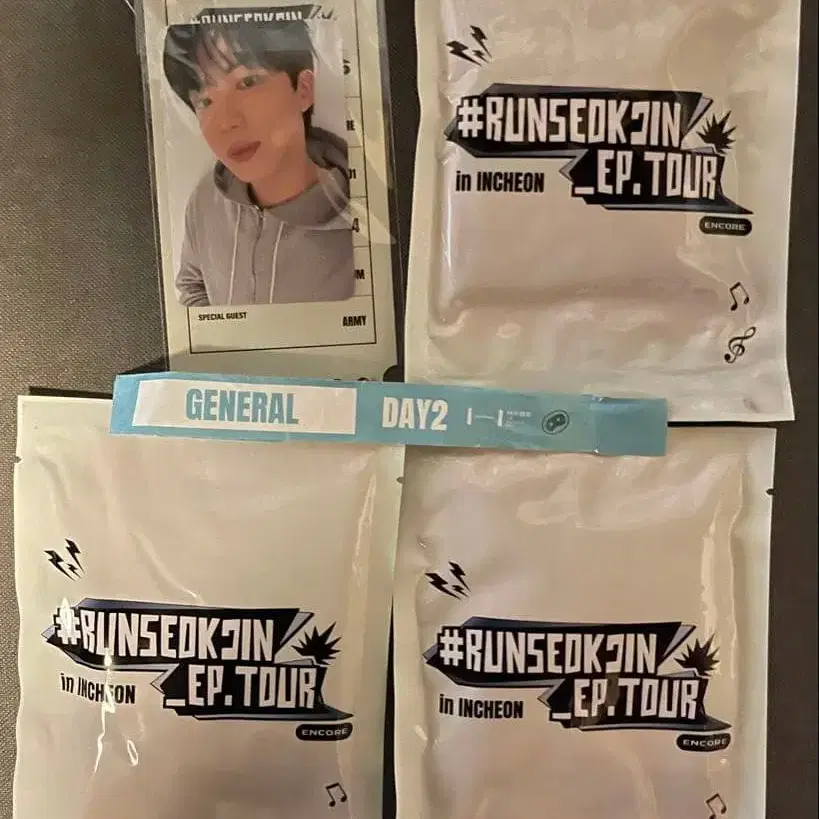 #RUNSEOKJIN
SPECIAL GUEST
ARMY
#RUNSEOKJIN
_EP.TOUR
in INCHEON
ENCORE
GENERAL
DAY2
#RUNSEOKJIN
_EP.TOUR
in INCHEON
ENCORE
#RUNSEOKJIN
_EP.TOUR
in INCHEON
ENCORE